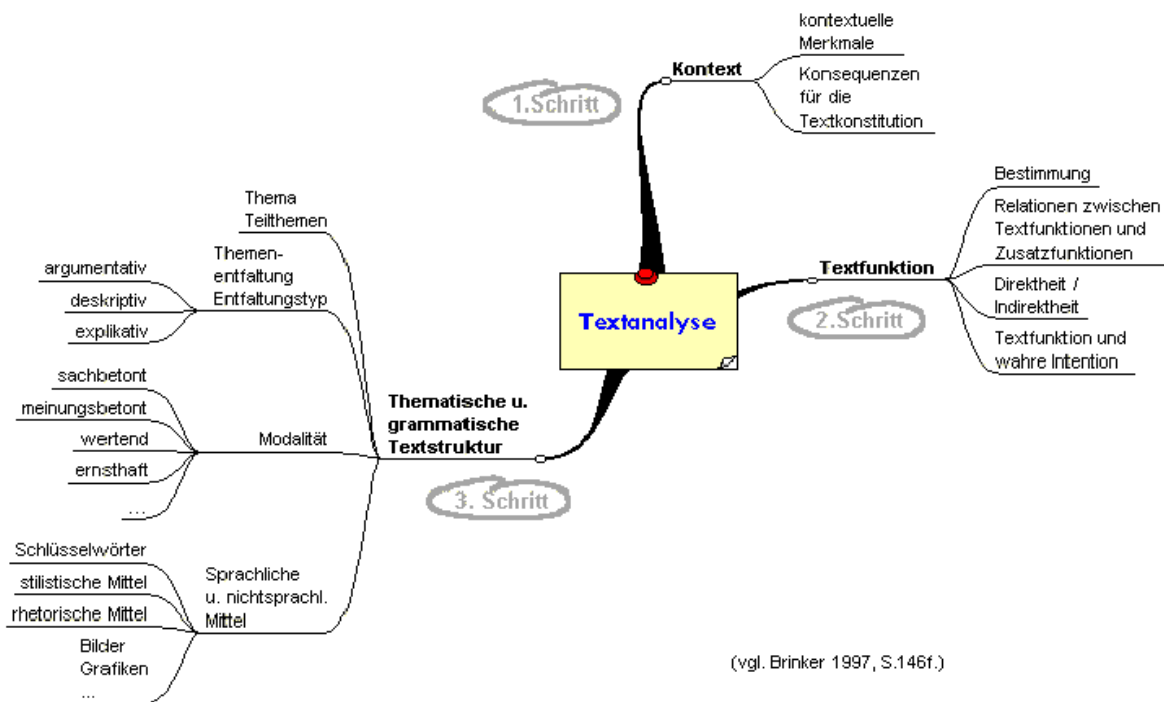 Textanalyse
1.Schritt
Kontext
kontextuelle
Merkmale
Konsequenzen
für die
Textkonstitution
2.Schritt
Textfunktion
Bestimmung
Relationen zwischen
Textfunktionen und
Zusatzfunktionen
Direktheit /
Indirektheit
Textfunktion und
wahre Intention
3. Schritt
Thematische u.
grammatische
Textstruktur
Thema
Teilthemen
Themen-
entfaltung
Entfaltungstyp
argumentativ
deskriptiv
explikativ
Modalität
sachbetont
meinungsbetont
wertend
ernsthaft
...
Sprachliche
u. nichtsprachl.
Mittel
Schlüsselwörter
stilistische Mittel
rhetorische Mittel
Bilder
Grafiken
...
(vgl. Brinker 1997, S.146f.)